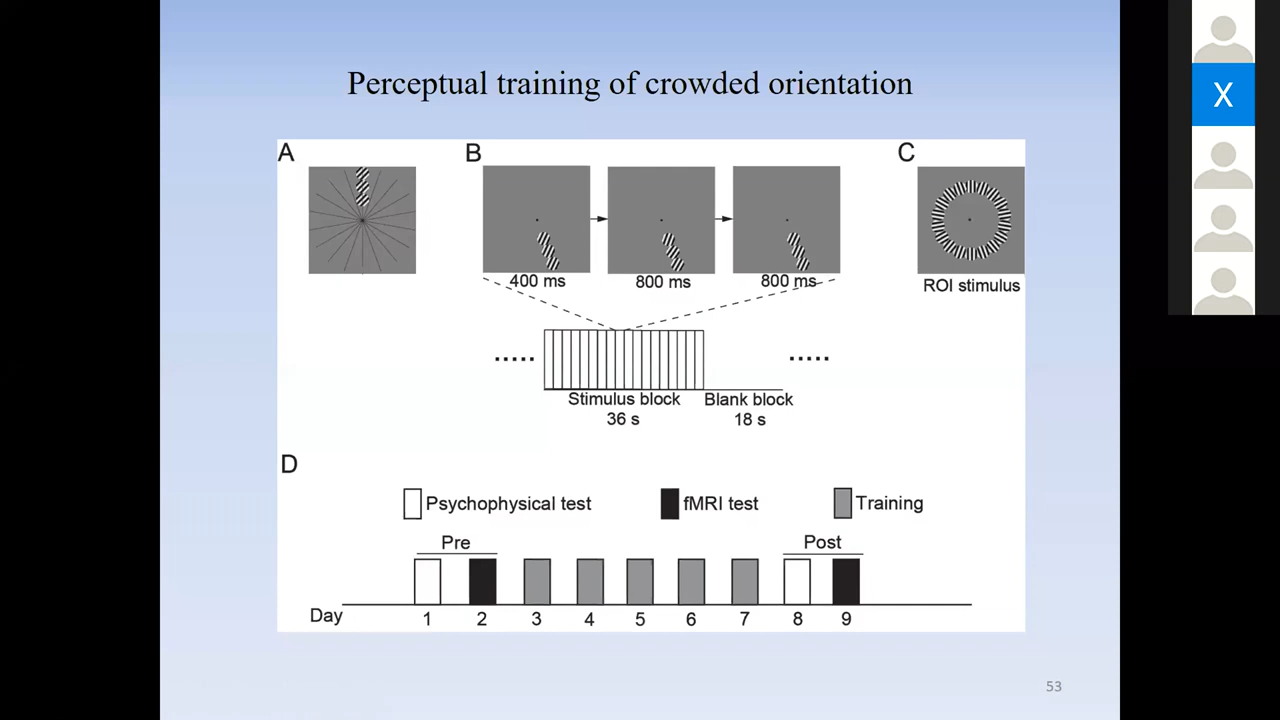 Perceptual training of crowded orientation
A
B
C
400 ms
800 ms
800 ms
ROI stimulus
.....
.....
Stimulus block
36 s
Blank block
18 s
D
Psychophysical test
fMRI test
Training
Pre
Post
Day
1
2
3
4
5
6
7
8
9
53
X